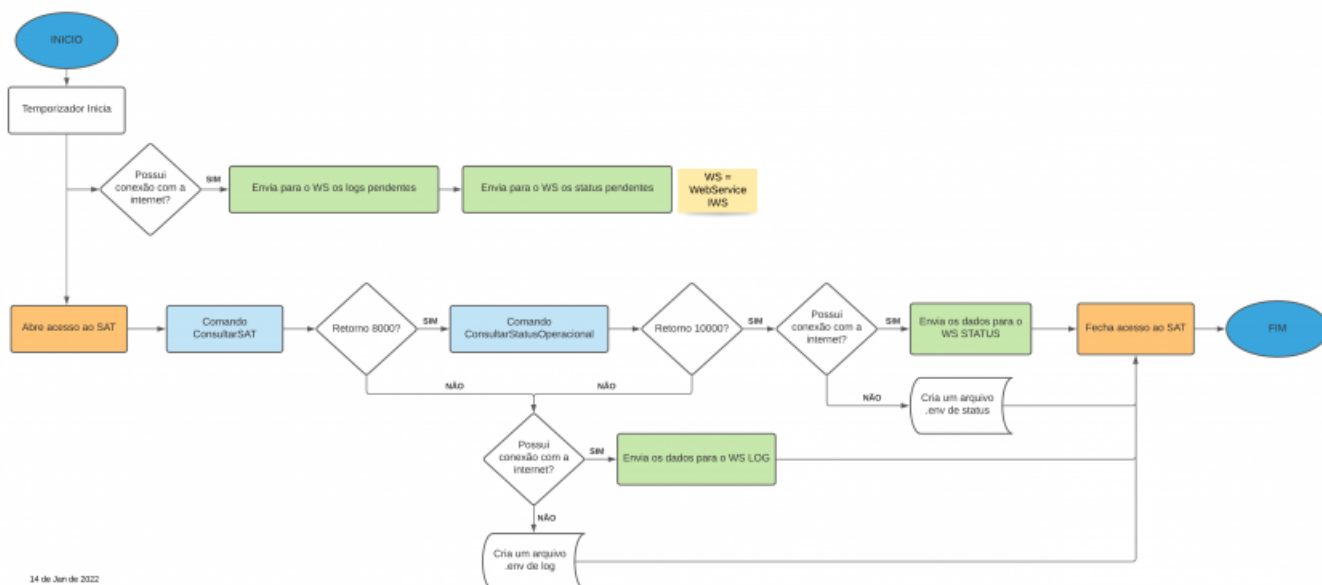 INICIO
Temporizador Inicia
Possui
conexão com a
internet?
SIM
Envia para o WS os logs pendentes
Envia para o WS os status pendentes
WS =
WebService
IWS
Abre acesso ao SAT
Comando
ConsultarSAT
Retorno 8000?
SIM
Comando
ConsultarStatusOperacional
Retorno 10000?
SIM
Possui
conexão com a
internet?
SIM
Envia os dados para o
WS STATUS
Fecha acesso ao SAT
FIM
NÃO
NÃO
NÃO
Cria um arquivo
.env de status
Possui
conexão com a
internet?
SIM
Envia os dados para o WS LOG
NÃO
Cria um arquivo
.env de log
14 de Jan de 2022